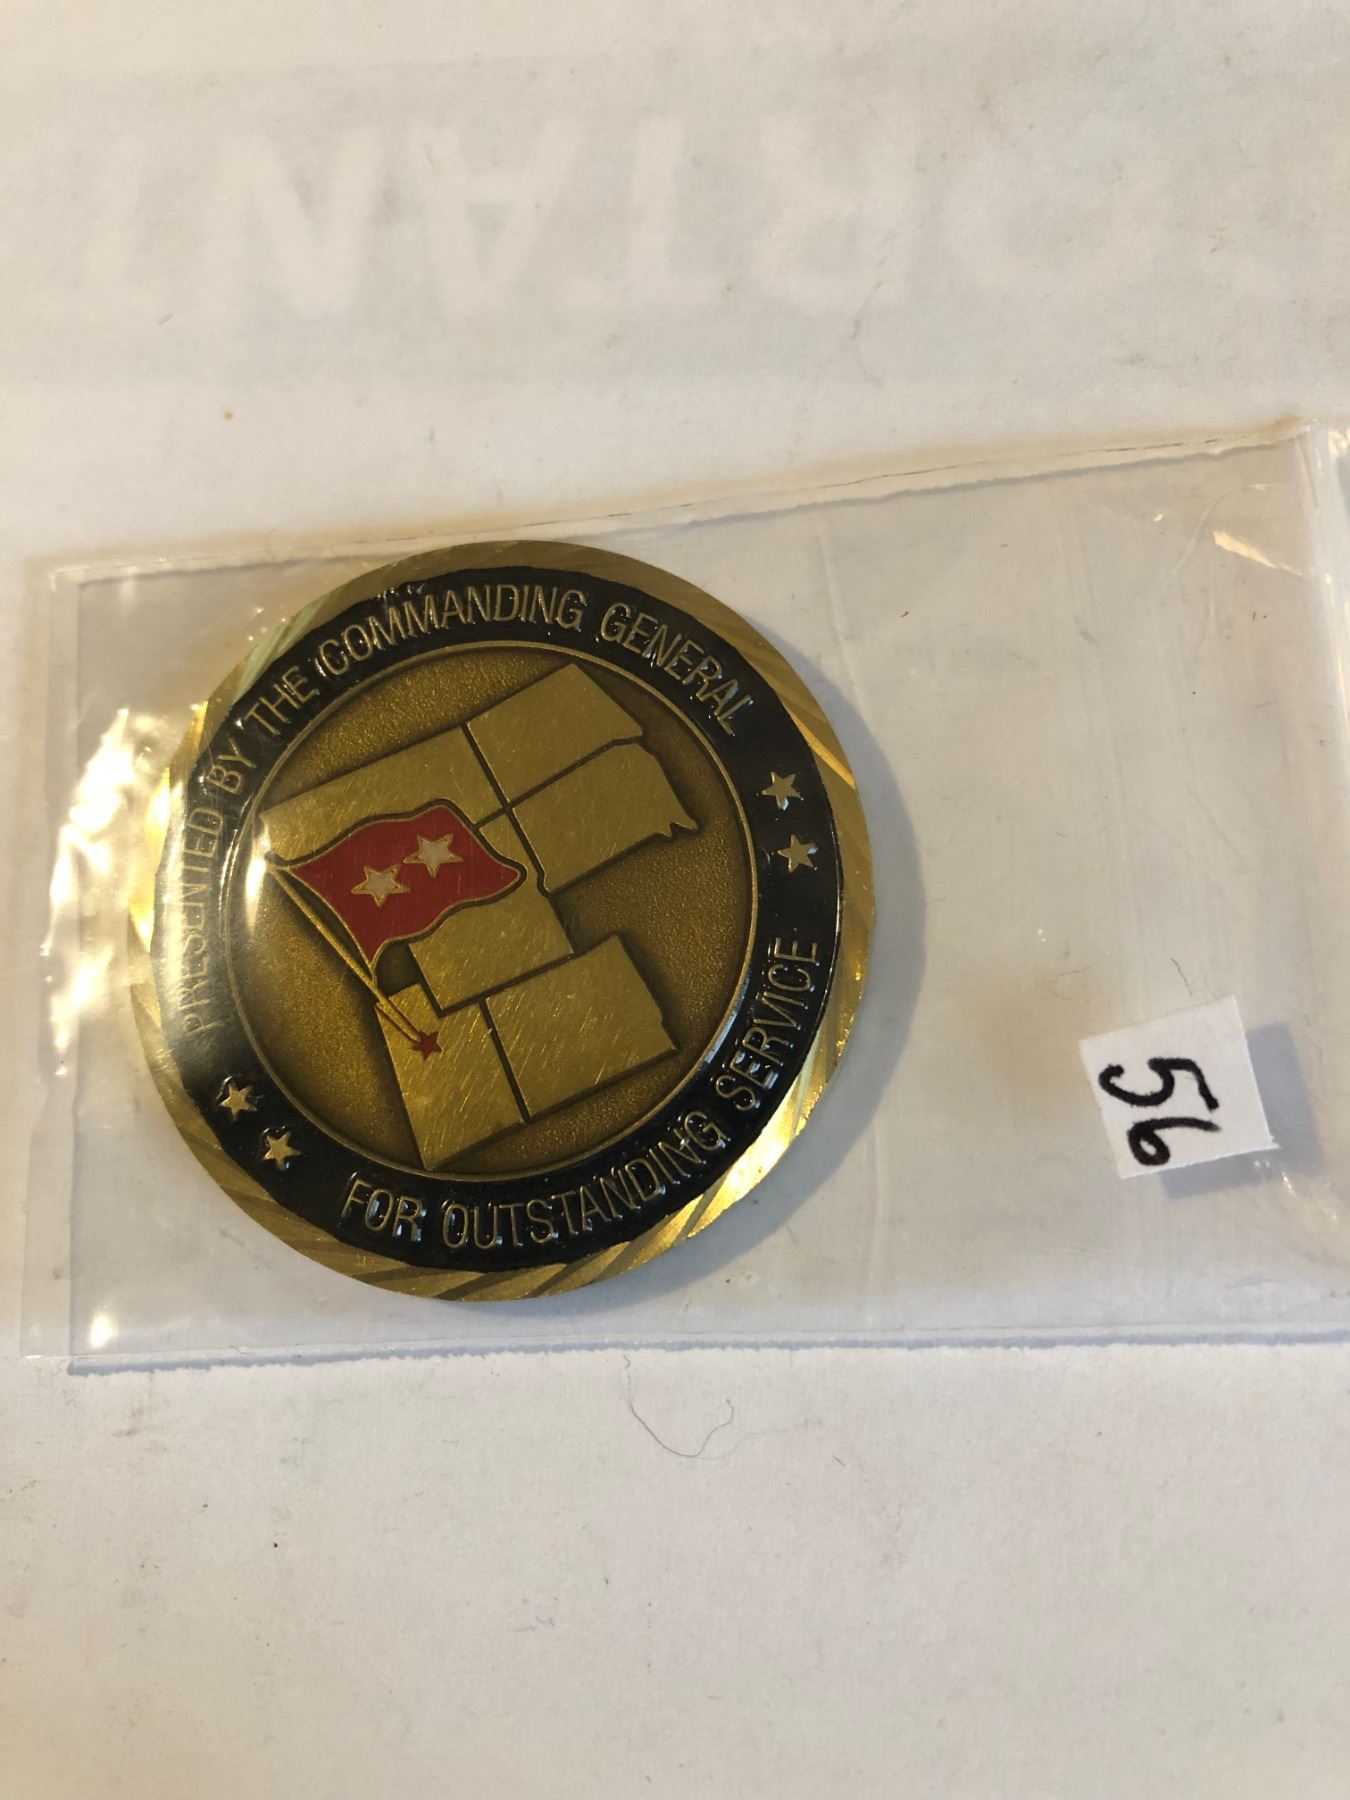 PRESENTED BY THE COMMANDING GENERAL
FOR OUTSTANDING SERVICE
56